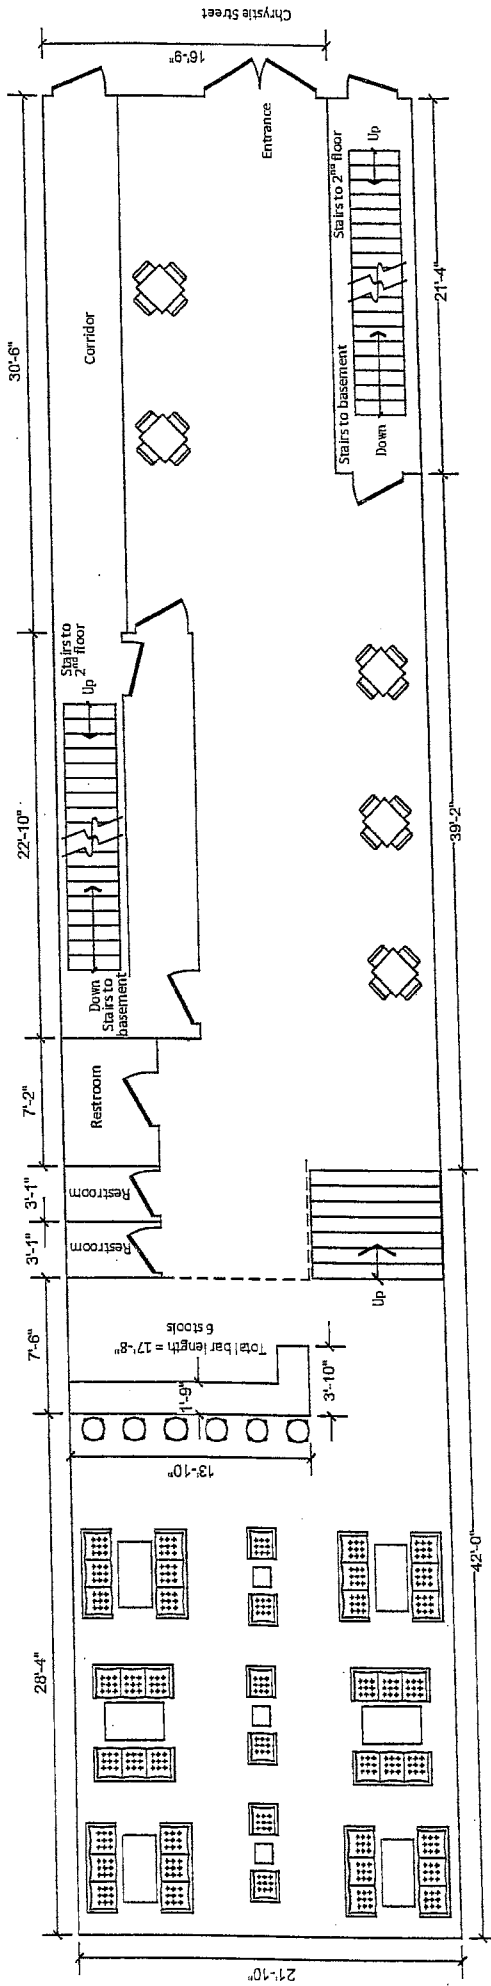 Chrystie Street
16'-9"
Entrance
Corridor
30'-6"
Stairs to 2nd floor
Up
21'-4"
Stairs to basement
Down
Stairs to
2nd floor
Up
22'-10"
39'-2"
Down
Stairs to
basement
Restroom
7'-2"
Restroom
3'-1"
Restroom
3'-1"
Up
7'-6"
Total bar length = 17'-8"
6 stools
1'-9"
3'-10"
13'-10"
28'-4"
42'-0"
21'-10"